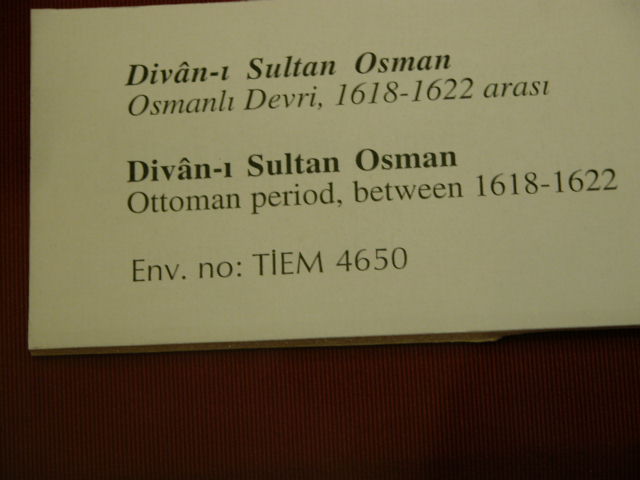 Divân-ı Sultan Osman
Osmanlı Devri, 1618-1622 arası
Divân-ı Sultan Osman
Ottoman period, between 1618-1622
Env. no: TİEM 4650